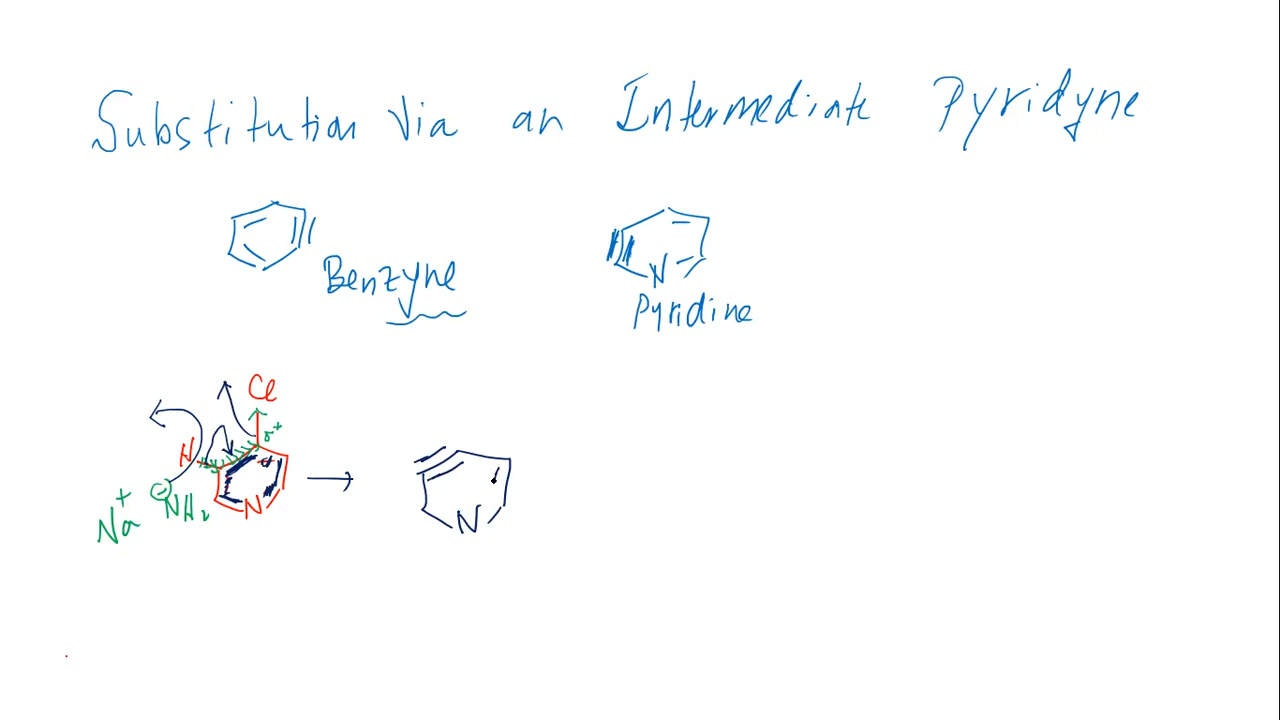 Substitution Via an Intermediate Pyridyne
N
Benzyne
Pyridine
Cl
δ+
H
+
Na
NH2
N
N